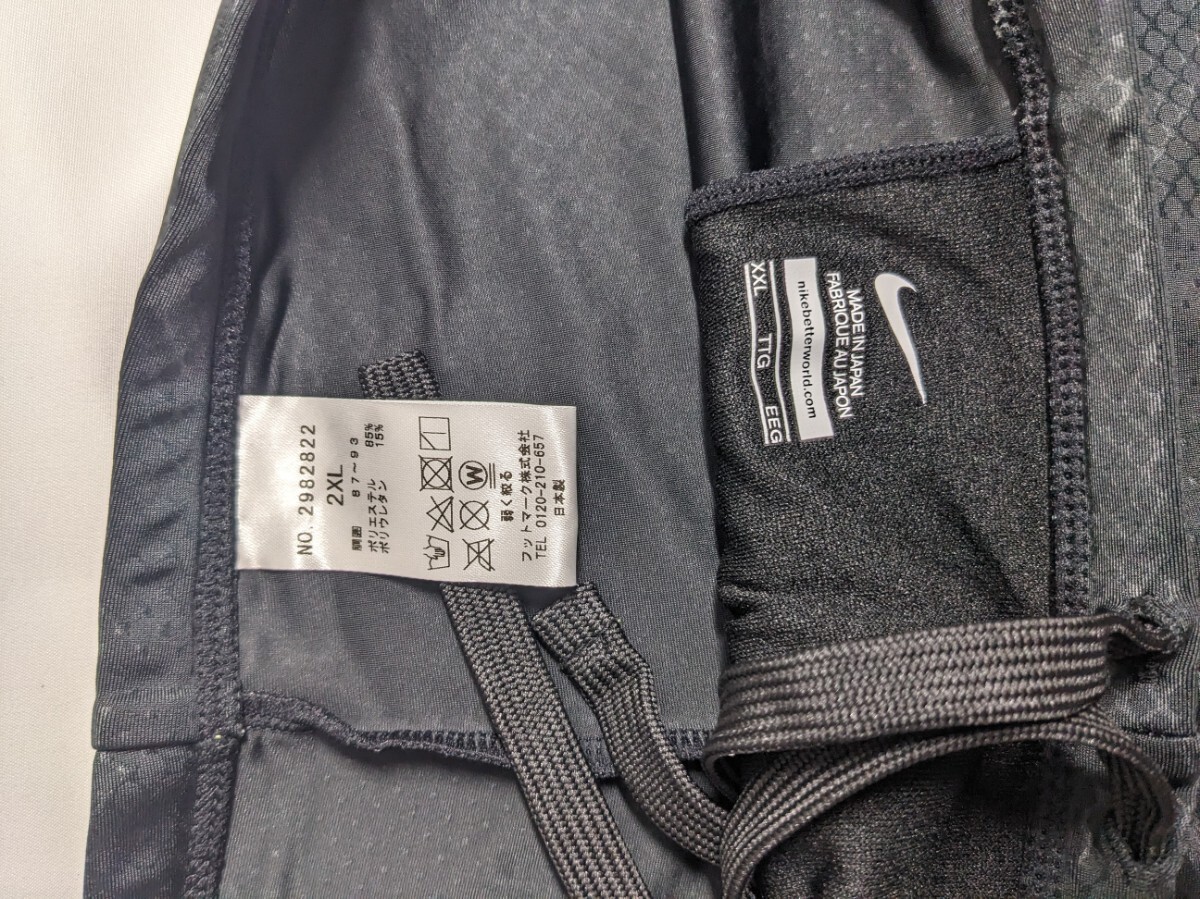 NO. 2982822
2XL
胴囲 87~93
ポリエステル 85%
ポリウレタン 15%
W
弱く絞る
フットマーク株式会社
TEL 0120-210-657
日本製
MADE IN JAPAN
FABRIQUE AU JAPON
nikebetterworld.com
XXL TTG EEG